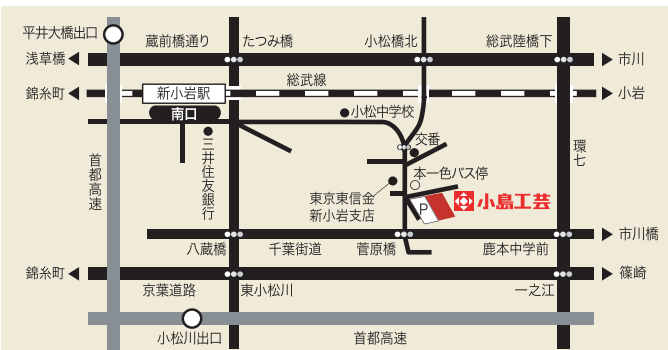 平井大橋出口
蔵前橋通り
たつみ橋
小松橋北
総武陸橋下
浅草橋
市川
総武線
錦糸町
新小岩駅
小岩
南口
小松中学校
交番
首都高速
三井住友銀行
環七
本一色バス停
東京東信金
新小岩支店
P
小島工芸
市川橋
八蔵橋
千葉街道
菅原橋
鹿本中学前
錦糸町
篠崎
京葉道路
東小松川
一之江
小松川出口
首都高速